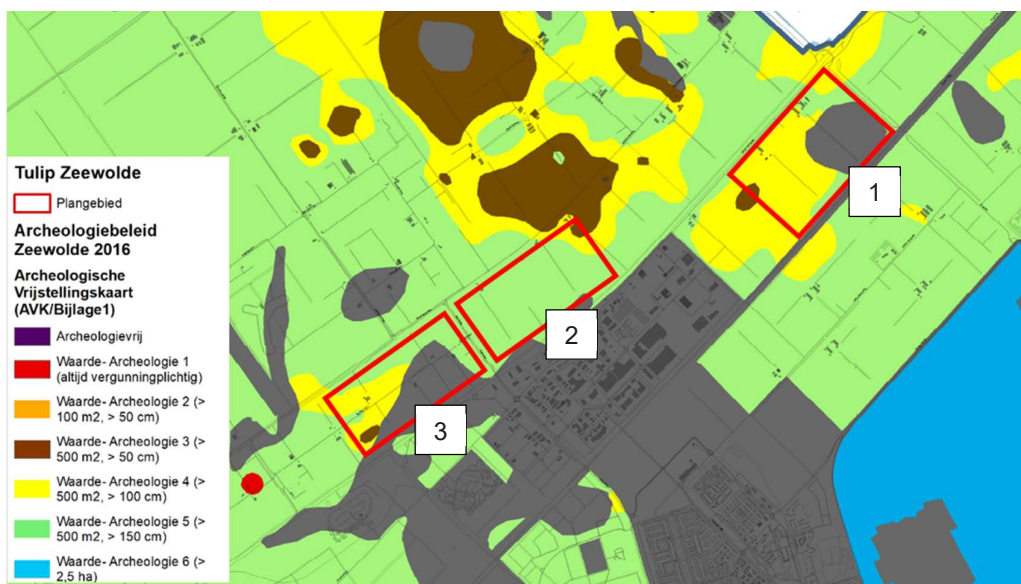 Tulip Zeewolde
Plangebied
Archeologiebeleid
Zeewolde 2016
Archeologische
Vrijstellingskaart
(AVK/Bijlage1)
Archeologievrij
Waarde- Archeologie 1
(altijd vergunningplichtig)
Waarde- Archeologie 2 (>
100 m2, > 50 cm)
Waarde- Archeologie 3 (>
500 m2, > 50 cm)
Waarde- Archeologie 4 (>
500 m2, > 100 cm)
Waarde- Archeologie 5 (>
500 m2, > 150 cm)
Waarde- Archeologie 6 (>
2,5 ha)
1
2
3